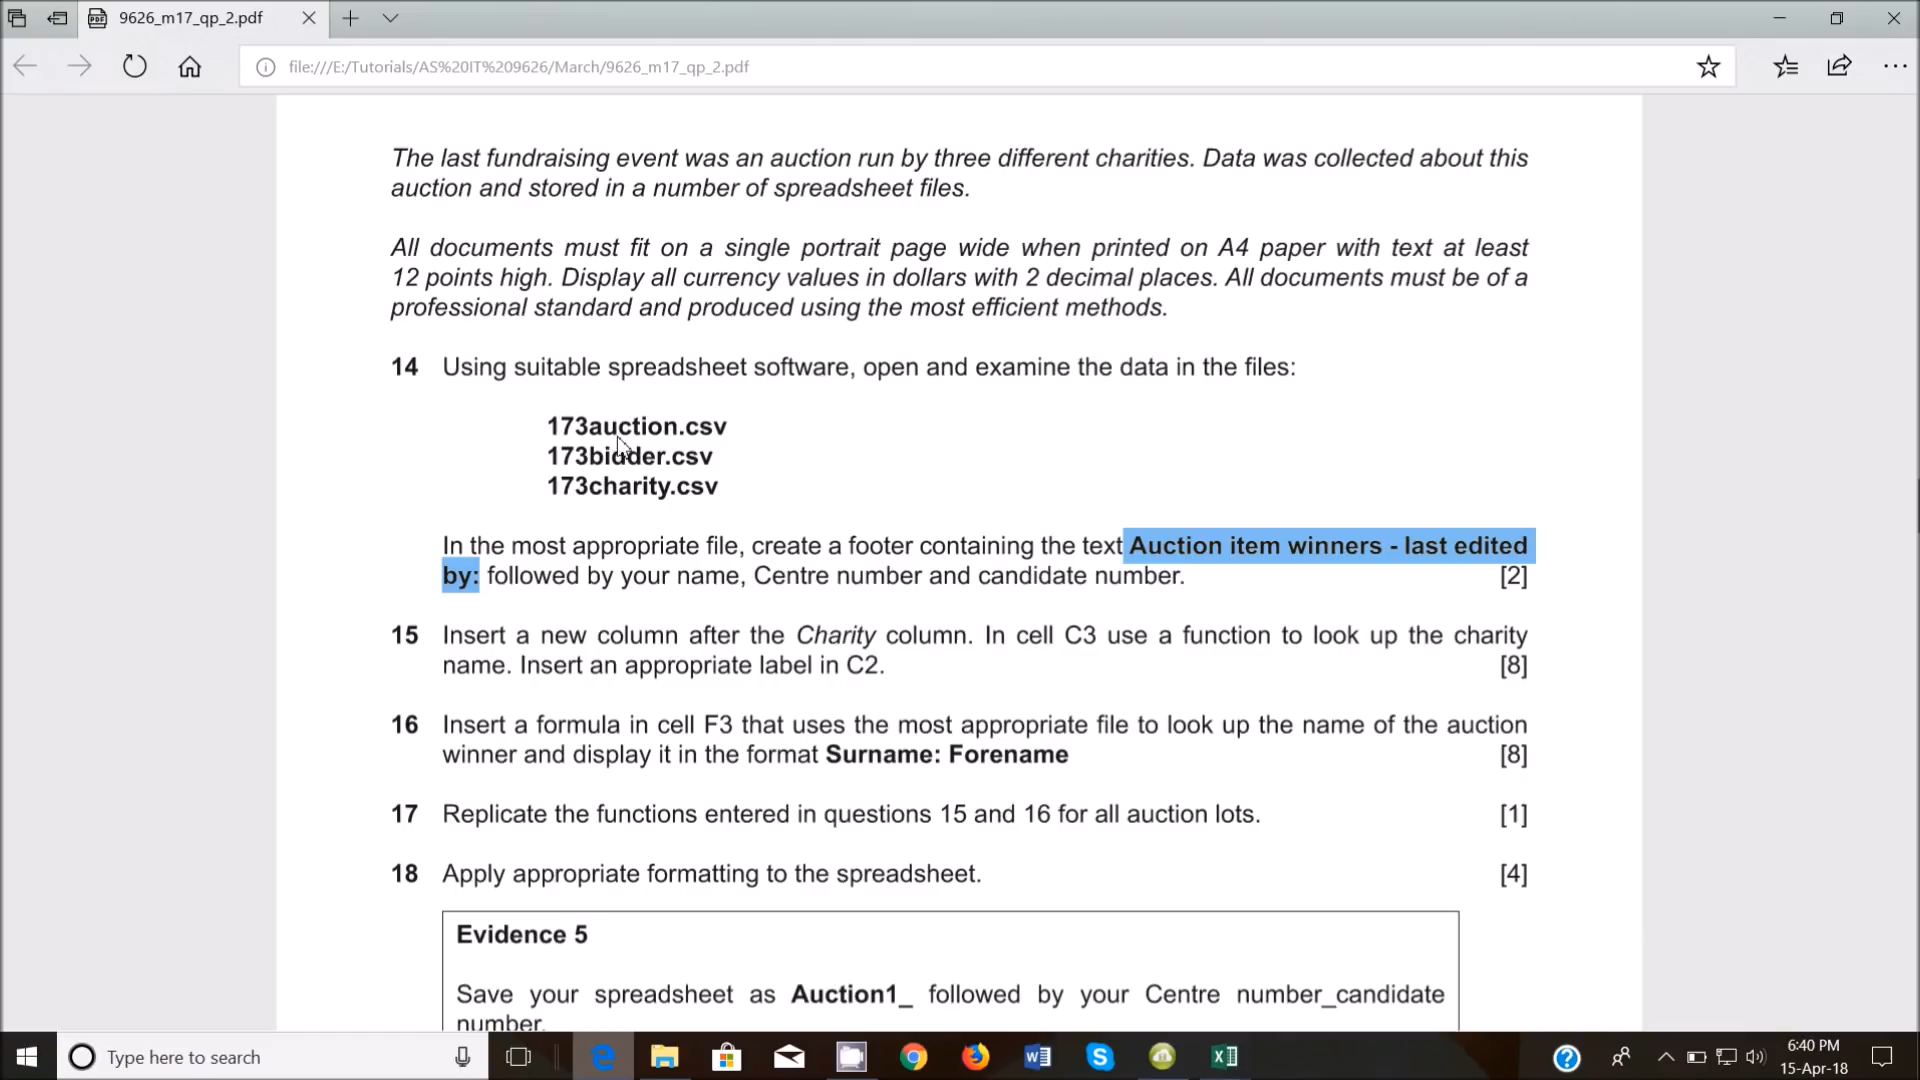 9626_m17_qp_2.pdf
file:///E:/Tutorials/AS%20IT%209626/March/9626_m17_qp_2.pdf
The last fundraising event was an auction run by three different charities. Data was collected about this
auction and stored in a number of spreadsheet files.
All documents must fit on a single portrait page wide when printed on A4 paper with text at least
12 points high. Display all currency values in dollars with 2 decimal places. All documents must be of a
professional standard and produced using the most efficient methods.
14 Using suitable spreadsheet software, open and examine the data in the files:
173auction.csv
173bidder.csv
173charity.csv
In the most appropriate file, create a footer containing the text Auction item winners - last edited
by: followed by your name, Centre number and candidate number. [2]
15 Insert a new column after the Charity column. In cell C3 use a function to look up the charity
name. Insert an appropriate label in C2. [8]
16 Insert a formula in cell F3 that uses the most appropriate file to look up the name of the auction
winner and display it in the format Surname: Forename [8]
17 Replicate the functions entered in questions 15 and 16 for all auction lots. [1]
18 Apply appropriate formatting to the spreadsheet. [4]
Evidence 5
Save your spreadsheet as Auction1_ followed by your Centre number_candidate
number.
Type here to search
6:40 PM
15-Apr-18